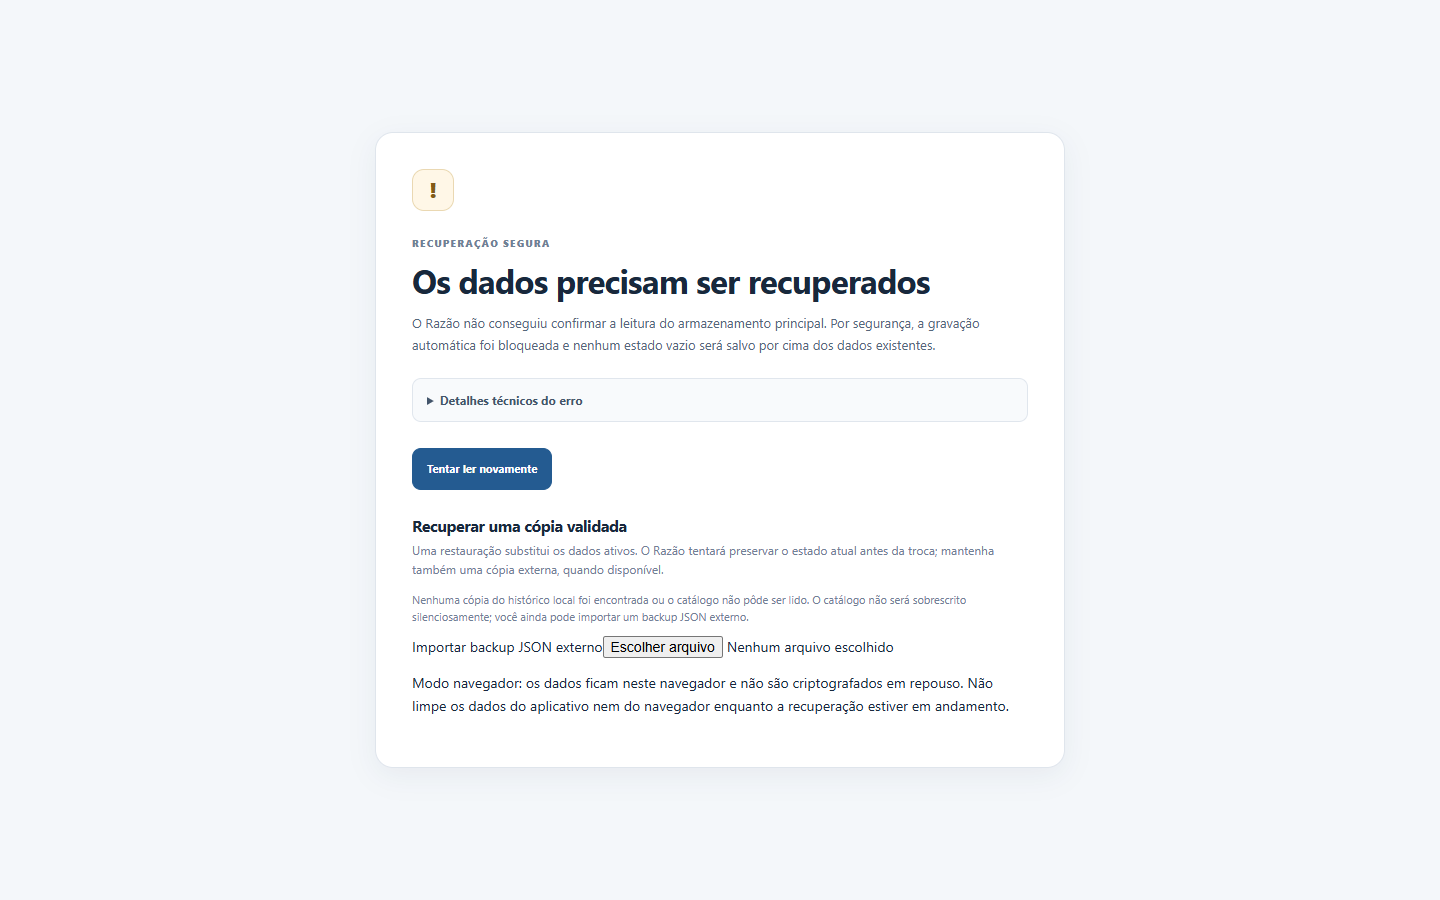 !
RECUPERAÇÃO SEGURA
Os dados precisam ser recuperados
O Razão não conseguiu confirmar a leitura do armazenamento principal. Por segurança, a gravação
automática foi bloqueada e nenhum estado vazio será salvo por cima dos dados existentes.
Detalhes técnicos do erro
Tentar ler novamente
Recuperar uma cópia validada
Uma restauração substitui os dados ativos. O Razão tentará preservar o estado atual antes da troca; mantenha
também uma cópia externa, quando disponível.
Nenhuma cópia do histórico local foi encontrada ou o catálogo não pôde ser lido. O catálogo não será sobrescrito
silenciosamente; você ainda pode importar um backup JSON externo.
Importar backup JSON externo Escolher arquivo Nenhum arquivo escolhido
Modo navegador: os dados ficam neste navegador e não são criptografados em repouso. Não
limpe os dados do aplicativo nem do navegador enquanto a recuperação estiver em andamento.